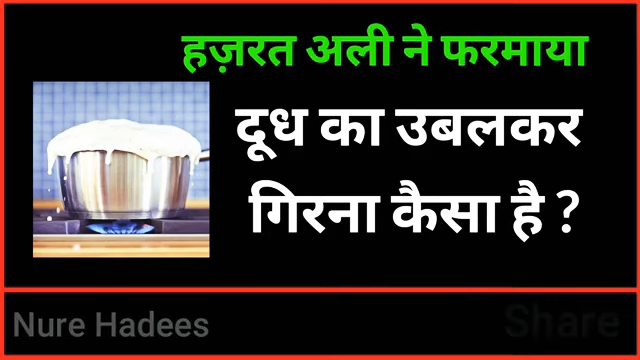 हज़रत अली ने फरमाया
दूध का उबलकर
गिरना कैसा है ?
Nure Hadees
Share